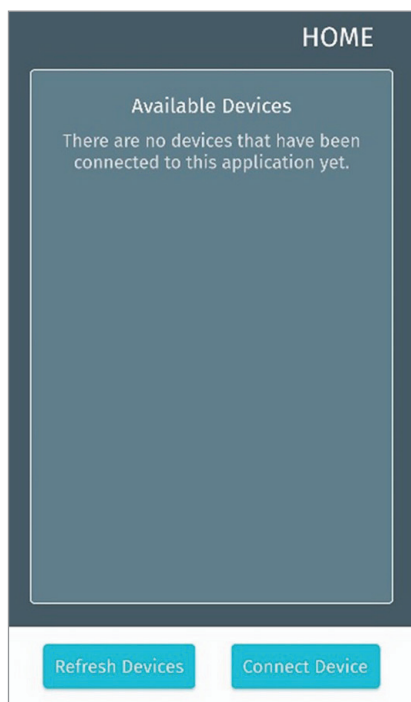 HOME
Available Devices
There are no devices that have been
connected to this application yet.
Refresh Devices
Connect Device